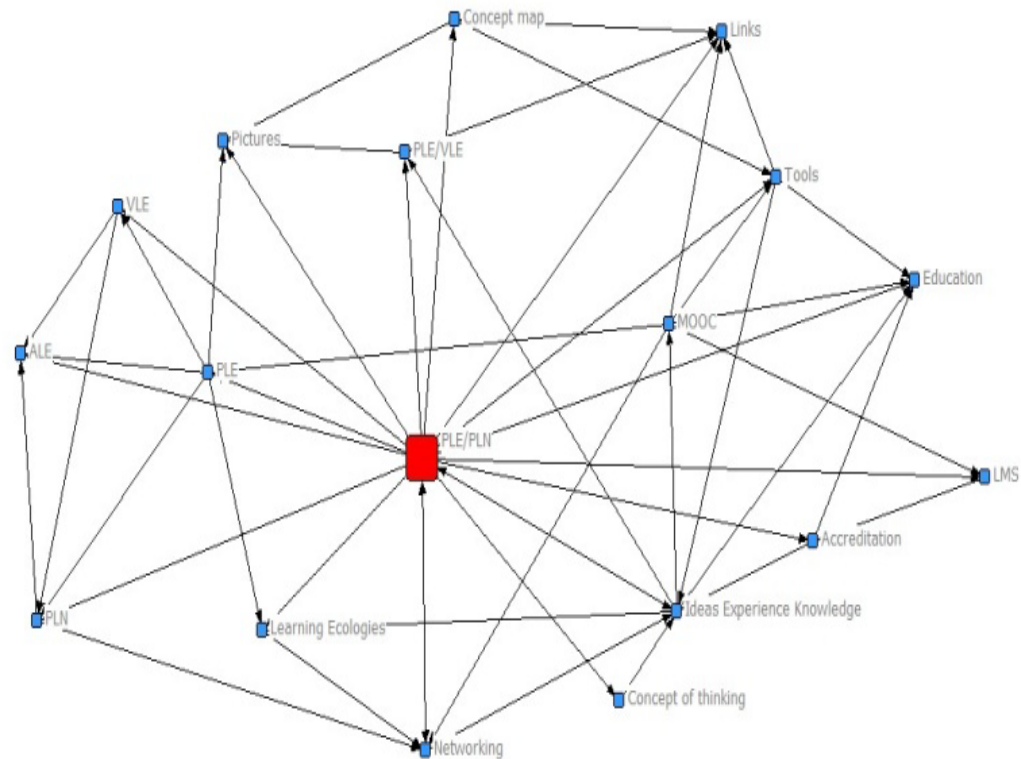 Concept map
Links
Pictures
PLE/VLE
Tools
VLE
Education
MOOC
ALE
PLE
PLE/PLN
LMS
Accreditation
Ideas Experience Knowledge
PLN
Learning Ecologies
Concept of thinking
Networking